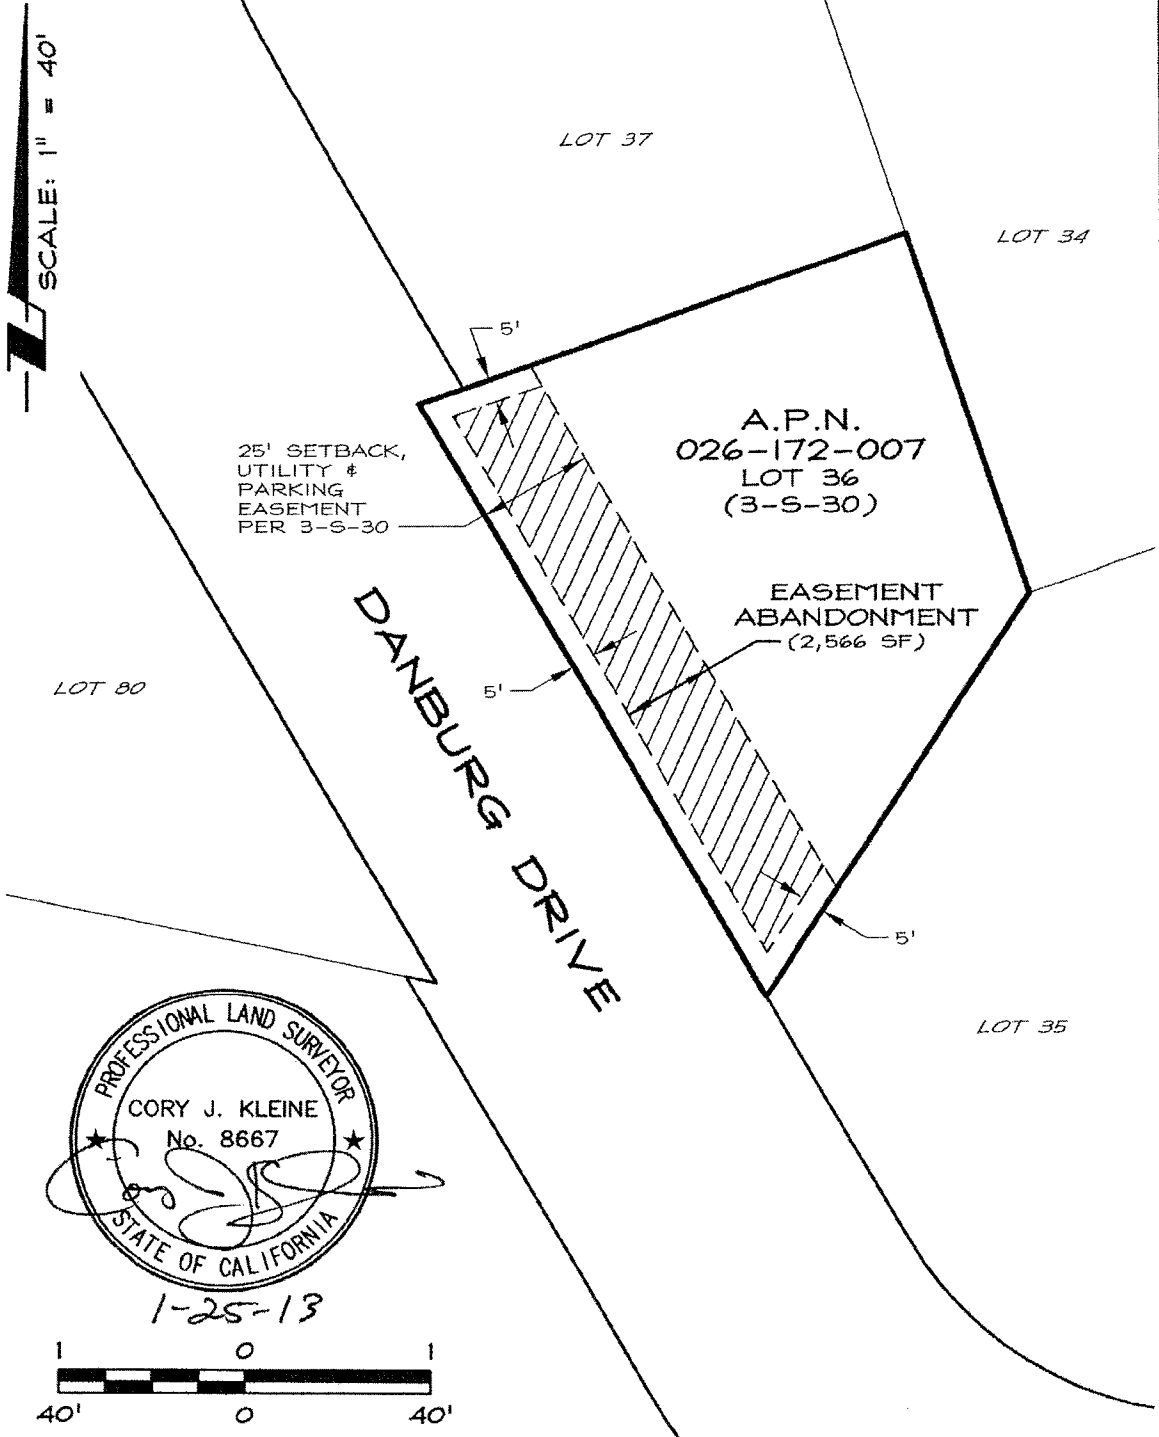 SCALE: 1" = 40'
LOT 37
LOT 34
5'
A.P.N.
026-172-007
LOT 36
(3-S-30)
25' SETBACK,
UTILITY &
PARKING
EASEMENT
PER 3-S-30
EASEMENT
ABANDONMENT
(2,566 SF)
LOT 80
5'
DANBURG DRIVE
5'
LOT 35
PROFESSIONAL LAND SURVEYOR
CORY J. KLEINE
No. 8667
STATE OF CALIFORNIA
1-25-13
1 0 1
40' 0 40'